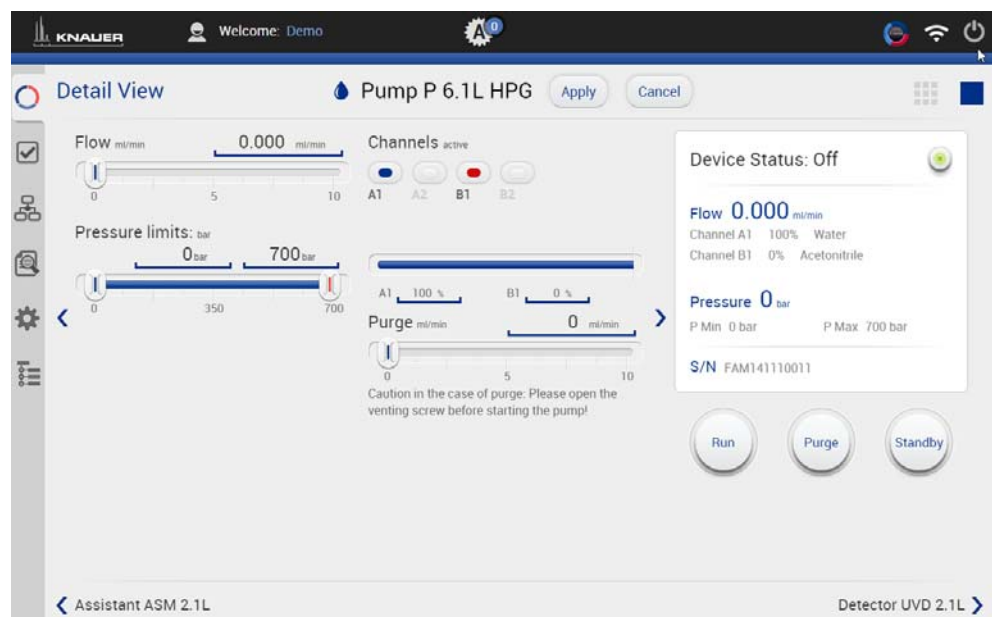 KNAUER
Welcome: Demo
A 0
Detail View
Pump P 6.1L HPG
Apply
Cancel
Flow ml/min
0.000 ml/min
0 5 10
Pressure limits: bar
0 bar 700 bar
0 350 700
Channels active
A1 A2 B1 B2
A1 100 % B1 0 %
Purge ml/min
0 ml/min
0 5 10
Caution in the case of purge: Please open the
venting screw before starting the pump!
Device Status: Off
Flow 0.000 ml/min
Channel A1 100% Water
Channel B1 0% Acetonitrile
Pressure 0 bar
P Min 0 bar P Max 700 bar
S/N FAM141110011
Run
Purge
Standby
Assistant ASM 2.1L
Detector UVD 2.1L